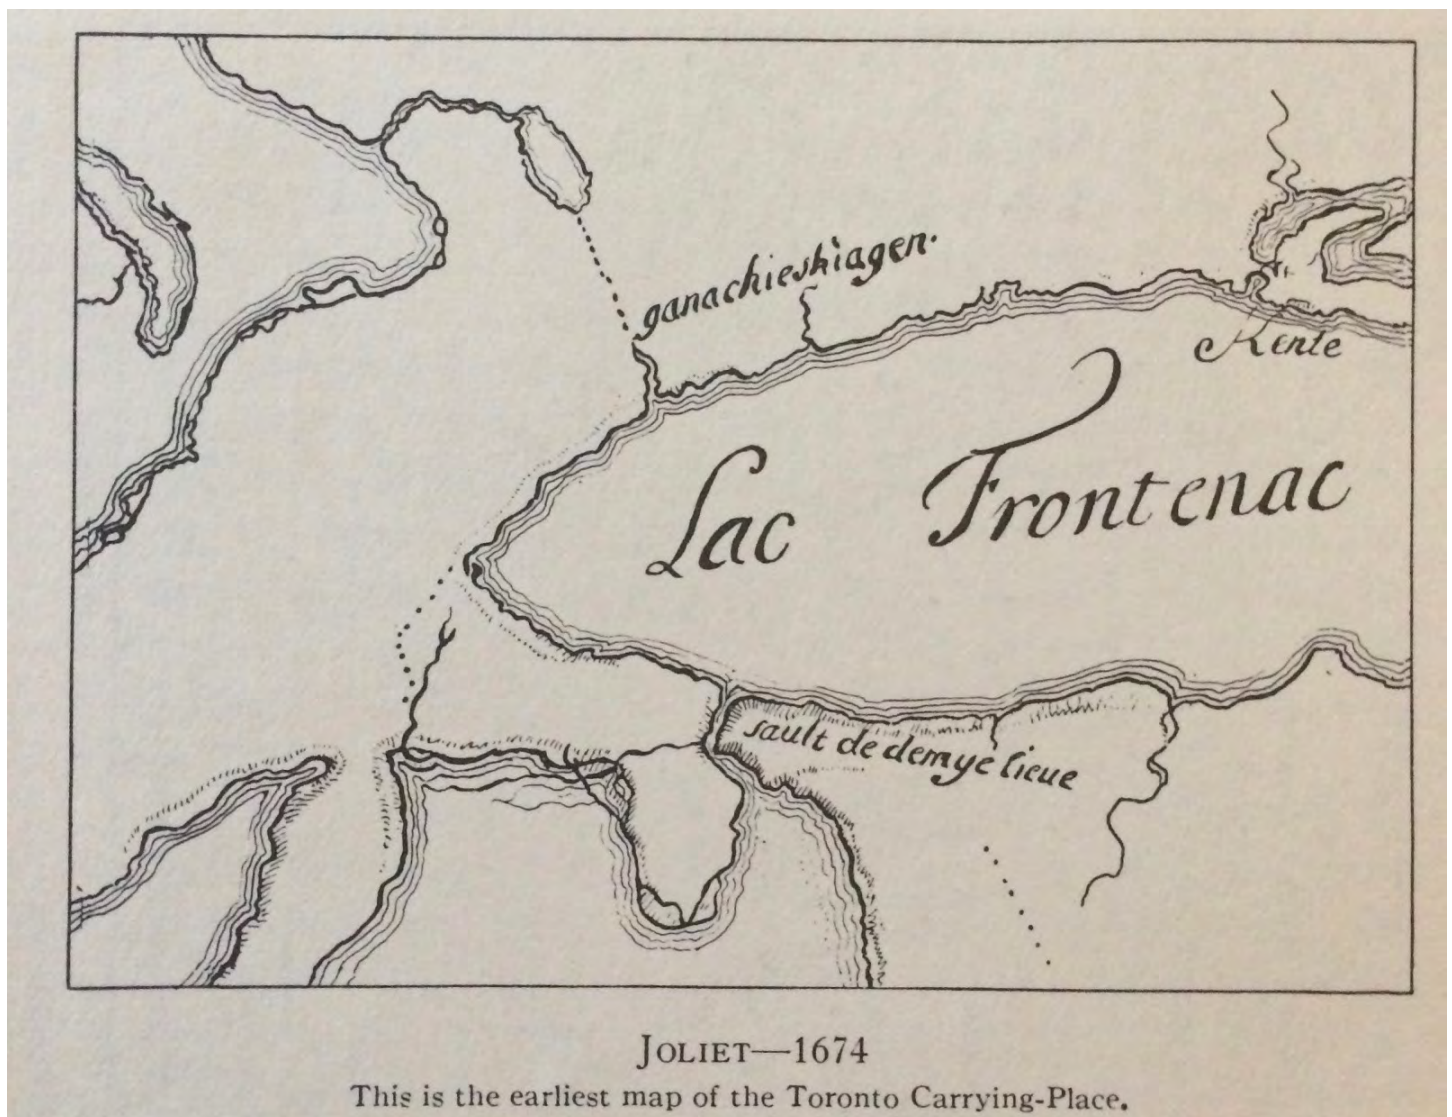 ganachieskiagen.
Kente
Lac Frontenac
sault de demye lieue
JOLIET—1674
This is the earliest map of the Toronto Carrying-Place.